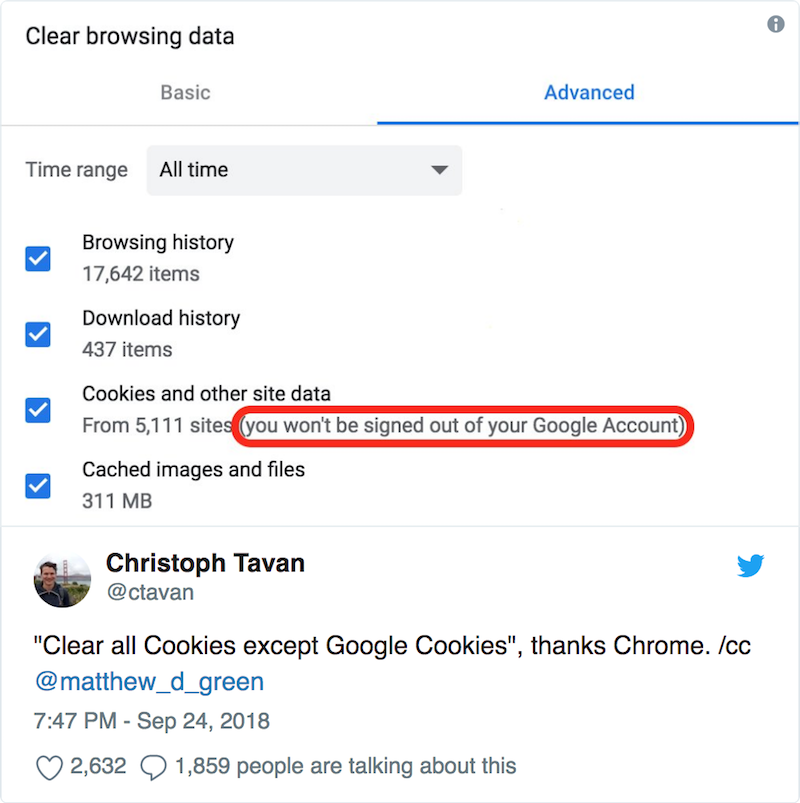 Clear browsing data
Basic
Advanced
Time range
All time
Browsing history
17,642 items
Download history
437 items
Cookies and other site data
From 5,111 sites (you won't be signed out of your Google Account)
Cached images and files
311 MB
Christoph Tavan
@ctavan
"Clear all Cookies except Google Cookies", thanks Chrome. /cc
@matthew_d_green
7:47 PM - Sep 24, 2018
2,632 1,859 people are talking about this